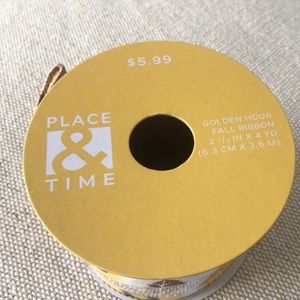 $5.99
PLACE
&
TIME
GOLDEN HOUR
FALL RIBBON
2 1/2 IN X 4 YD
(6.3 CM X 3.6 M)